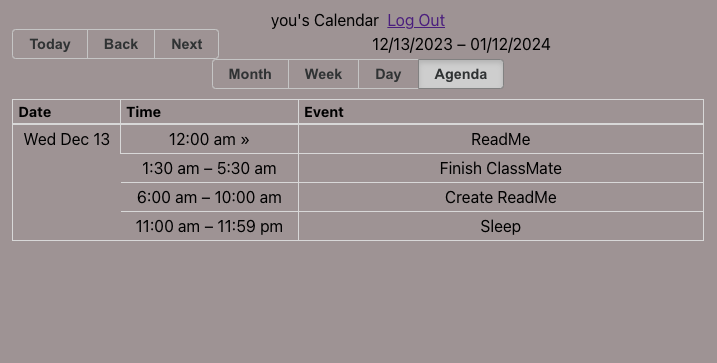 you's Calendar Log Out
Today Back Next 12/13/2023 – 01/12/2024
Month Week Day Agenda
Date Time Event
Wed Dec 13 12:00 am » ReadMe
1:30 am – 5:30 am Finish ClassMate
6:00 am – 10:00 am Create ReadMe
11:00 am – 11:59 pm Sleep